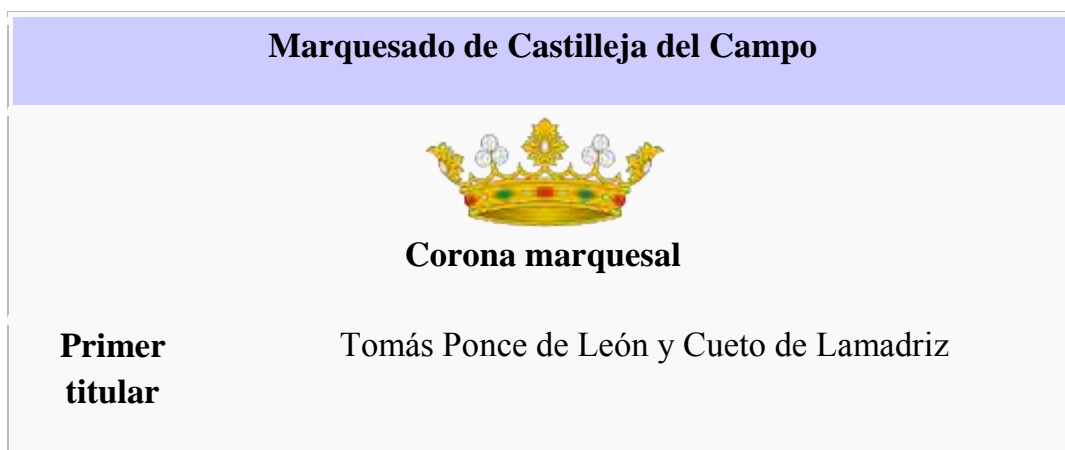 Marquesado de Castilleja del Campo
Corona marquesal
Primer
titular
Tomás Ponce de León y Cueto de Lamadriz